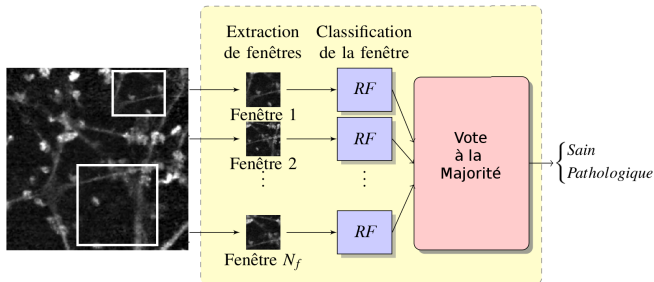 Extraction
de fenêtres
Classification
de la fenêtre
RF
Fenêtre 1
RF
Fenêtre 2
⋮
⋮
RF
Fenêtre N_f
Vote
à la
Majorité
Sain
Pathologique